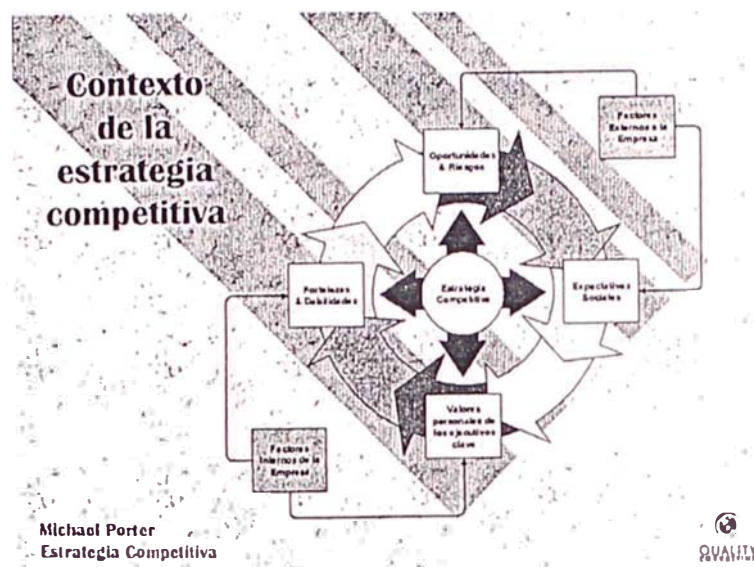 Contexto
de la
estrategia
competitiva
Factores
Externos a la
Empresa
Oportunidades
& Riesgos
Fortalezas
& Debilidades
Estrategia
Competitiva
Expectativas
Sociales
Valores
personales de
los ejecutivos
clave
Factores
Internos de la
Empresa
Michael Porter
Estrategia Competitiva
QUALITY